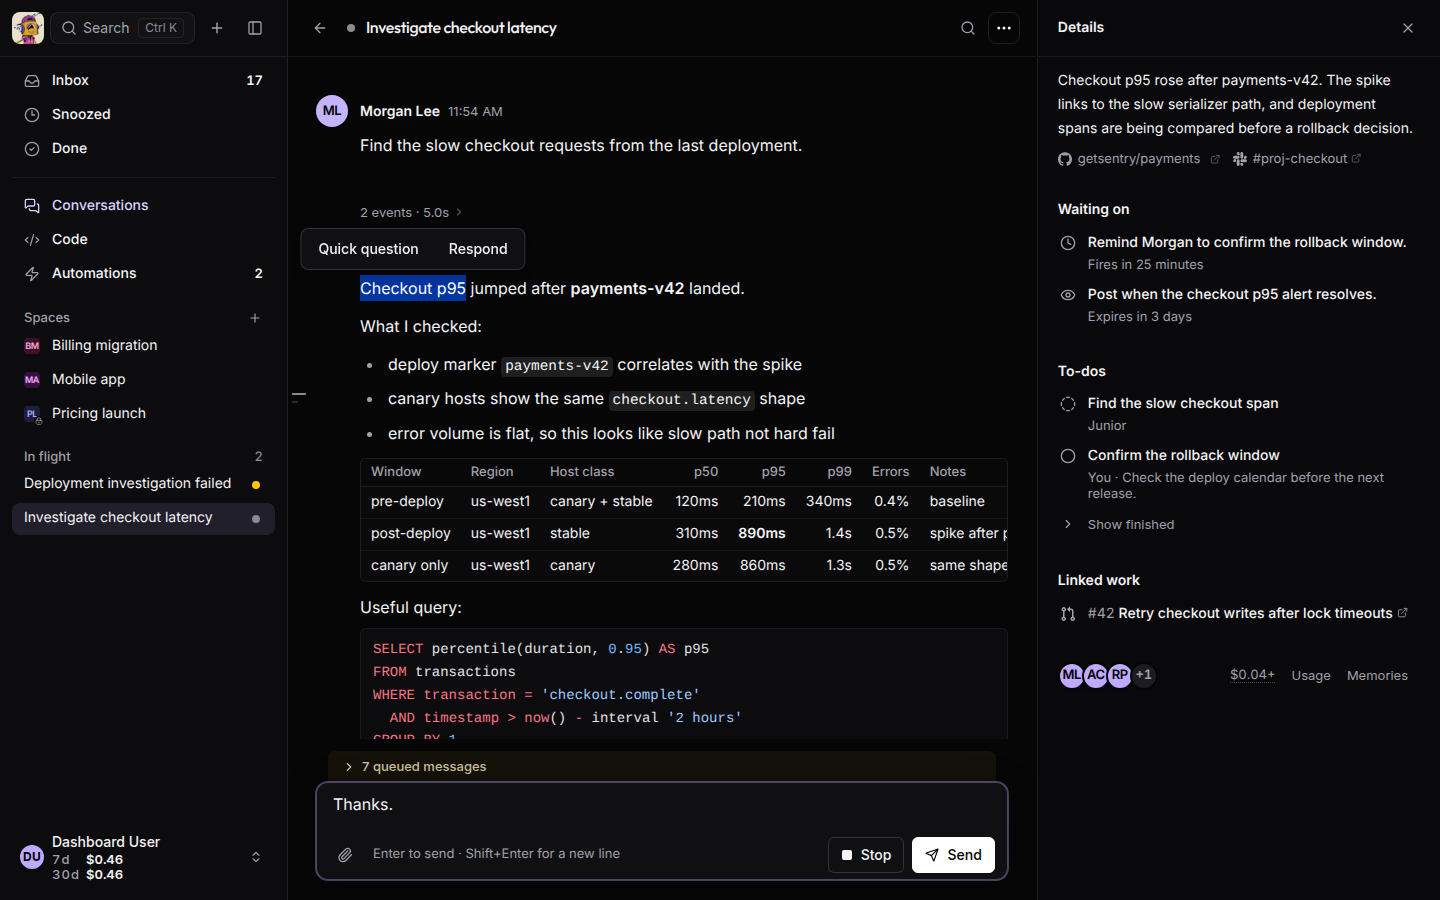 Search Ctrl K
Inbox 17
Snoozed
Done
Conversations
Code
Automations 2
Spaces
BM Billing migration
MA Mobile app
PL Pricing launch
In flight 2
Deployment investigation failed
Investigate checkout latency
DU Dashboard User
7d $0.46
30d $0.46
Investigate checkout latency
ML Morgan Lee 11:54 AM
Find the slow checkout requests from the last deployment.
2 events · 5.0s
Quick question Respond
Checkout p95 jumped after payments-v42 landed.
What I checked:
• deploy marker payments-v42 correlates with the spike
• canary hosts show the same checkout.latency shape
• error volume is flat, so this looks like slow path not hard fail
Window Region Host class p50 p95 p99 Errors Notes
pre-deploy us-west1 canary + stable 120ms 210ms 340ms 0.4% baseline
post-deploy us-west1 stable 310ms 890ms 1.4s 0.5% spike after p
canary only us-west1 canary 280ms 860ms 1.3s 0.5% same shape
Useful query:
SELECT percentile(duration, 0.95) AS p95
FROM transactions
WHERE transaction = 'checkout.complete'
AND timestamp > now() - interval '2 hours'
GROUP BY 1
7 queued messages
Thanks.
Enter to send · Shift+Enter for a new line
Stop Send
Details
Checkout p95 rose after payments-v42. The spike
links to the slow serializer path, and deployment
spans are being compared before a rollback decision.
getsentry/payments #proj-checkout
Waiting on
Remind Morgan to confirm the rollback window.
Fires in 25 minutes
Post when the checkout p95 alert resolves.
Expires in 3 days
To-dos
Find the slow checkout span
Junior
Confirm the rollback window
You · Check the deploy calendar before the next
release.
Show finished
Linked work
#42 Retry checkout writes after lock timeouts
ML AC RP +1 $0.04+ Usage Memories